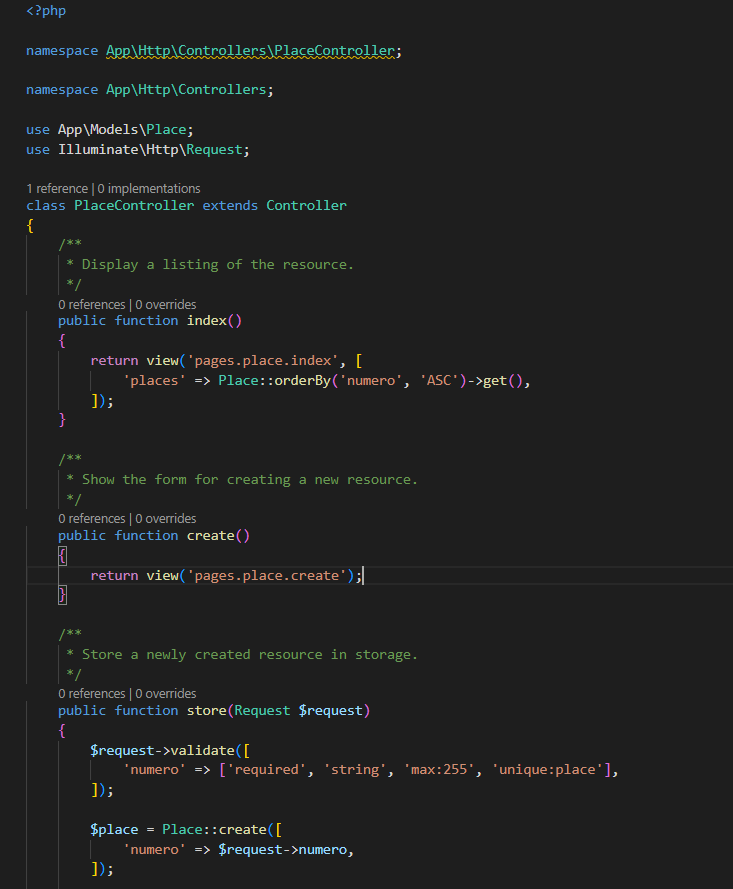 <?php
namespace App\Http\Controllers\PlaceController;
namespace App\Http\Controllers;
use App\Models\Place;
use Illuminate\Http\Request;
1 reference | 0 implementations
class PlaceController extends Controller
{
/**
* Display a listing of the resource.
*/
0 references | 0 overrides
public function index()
{
return view('pages.place.index', [
'places' => Place::orderBy('numero', 'ASC')->get(),
]);
}
/**
* Show the form for creating a new resource.
*/
0 references | 0 overrides
public function create()
{
return view('pages.place.create');
}
/**
* Store a newly created resource in storage.
*/
0 references | 0 overrides
public function store(Request $request)
{
$request->validate([
'numero' => ['required', 'string', 'max:255', 'unique:place'],
]);
$place = Place::create([
'numero' => $request->numero,
]);